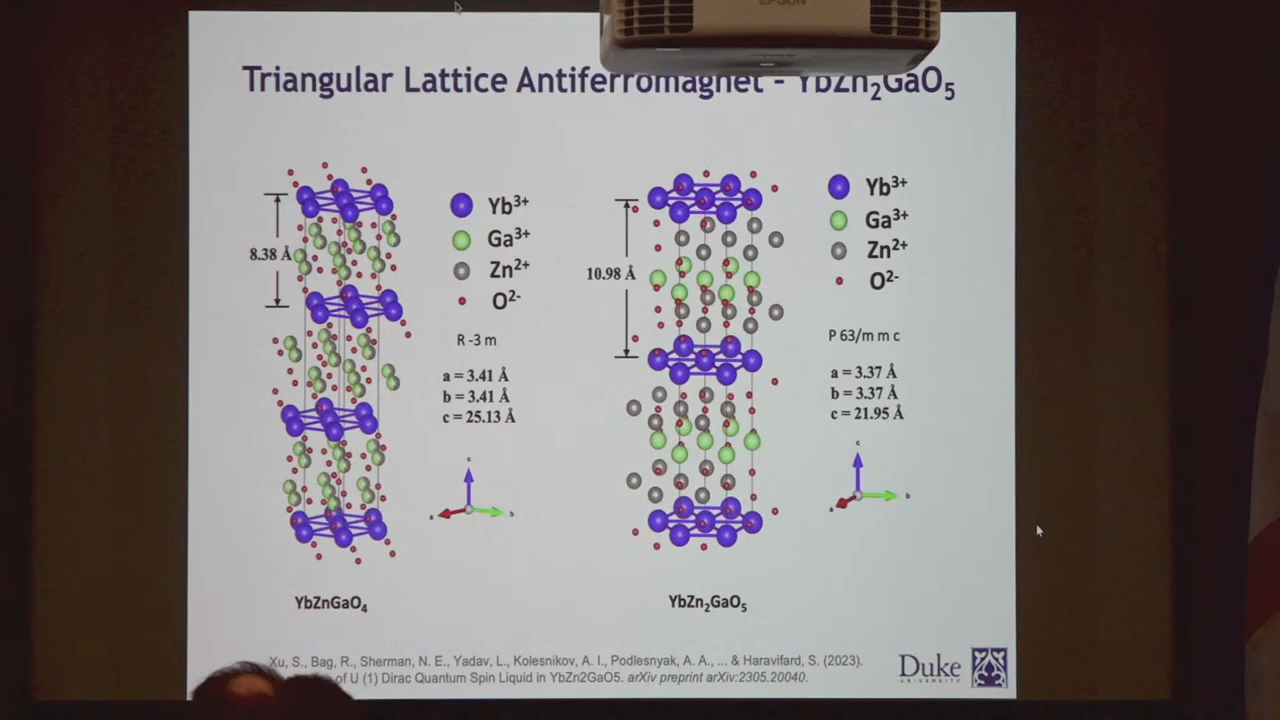 EPSON
Triangular Lattice Antiferromagnet - YbZn₂GaO₅
8.38 Å
Yb³⁺
Ga³⁺
Zn²⁺
O²⁻
R -3 m
a = 3.41 Å
b = 3.41 Å
c = 25.13 Å
c
a
b
YbZnGaO₄
10.98 Å
Yb³⁺
Ga³⁺
Zn²⁺
O²⁻
P 63/m m c
a = 3.37 Å
b = 3.37 Å
c = 21.95 Å
c
a
b
YbZn₂GaO₅
Xu, S., Bag, R., Sherman, N. E., Yadav, L., Kolesnikov, A. I., Podlesnyak, A. A., ... & Haravifard, S. (2023).
of U (1) Dirac Quantum Spin Liquid in YbZn2GaO5. arXiv preprint arXiv:2305.20040.
Duke
UNIVERSITY